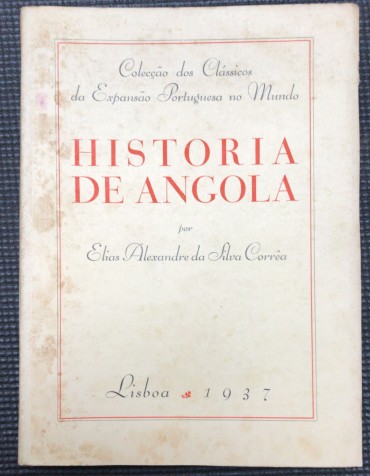 Colecção dos Clássicos
da Expansão Portuguesa no Mundo
HISTORIA
DE ANGOLA
por
Elias Alexandre da Silva Corrêa
Lisboa 1937